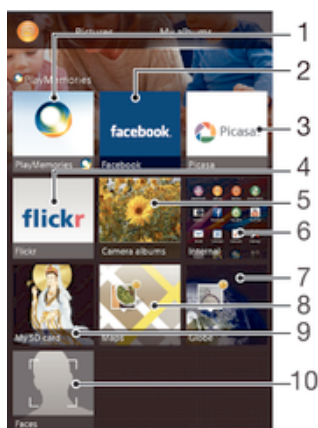 Pictures My albums
PlayMemories
1
2
facebook.
Picasa
3
PlayMemories
Facebook
Picasa
4
flickr
5
6
Flickr
Camera albums
Internal
7
8
9
My SD card
Maps
Globe
10
Faces